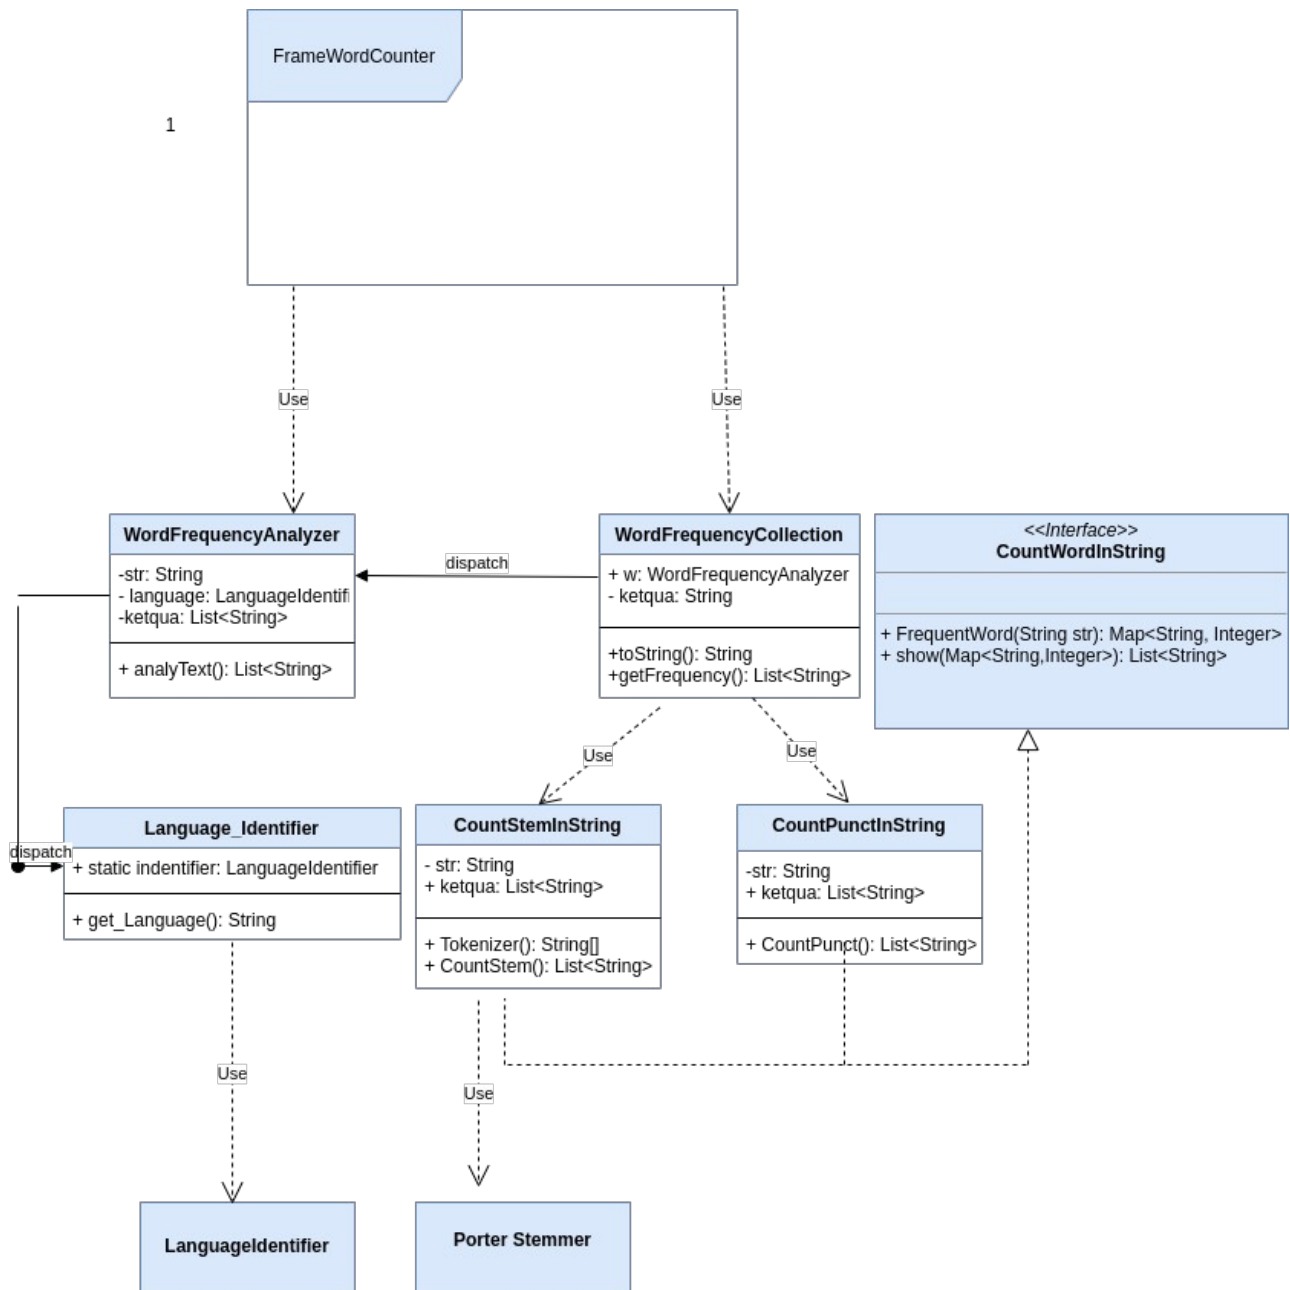 FrameWordCounter
1
Use
Use
WordFrequencyAnalyzer
-str: String
- language: LanguageIdentifi
-ketqua: List<String>
+ analyText(): List<String>
dispatch
WordFrequencyCollection
+ w: WordFrequencyAnalyzer
- ketqua: String
+toString(): String
+getFrequency(): List<String>
<<Interface>>
CountWordInString
+ FrequentWord(String str): Map<String, Integer>
+ show(Map<String,Integer>): List<String>
Use
Use
dispatch
Language_Identifier
+ static indentifier: LanguageIdentifier
+ get_Language(): String
CountStemInString
- str: String
+ ketqua: List<String>
+ Tokenizer(): String[]
+ CountStem(): List<String>
CountPunctInString
-str: String
+ ketqua: List<String>
+ CountPunct(): List<String>
Use
Use
LanguageIdentifier
Porter Stemmer